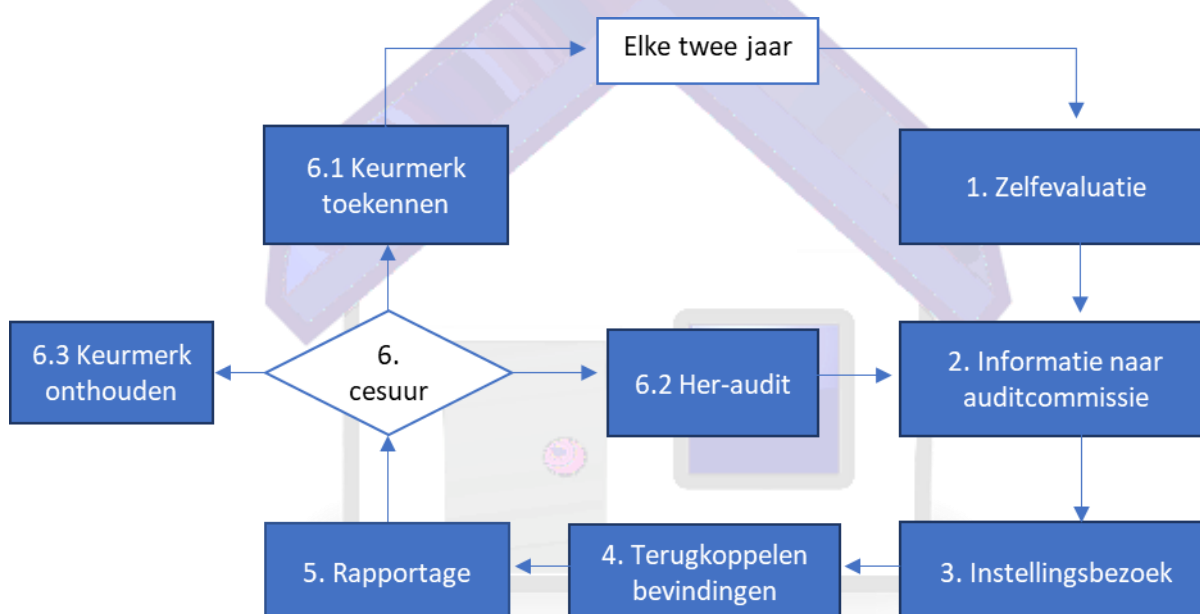 Elke twee jaar
6.1 Keurmerk
toekennen
1. Zelfevaluatie
6.3 Keurmerk
onthouden
6.
cesuur
6.2 Her-audit
2. Informatie naar
auditcommissie
5. Rapportage
4. Terugkoppelen
bevindingen
3. Instellingsbezoek